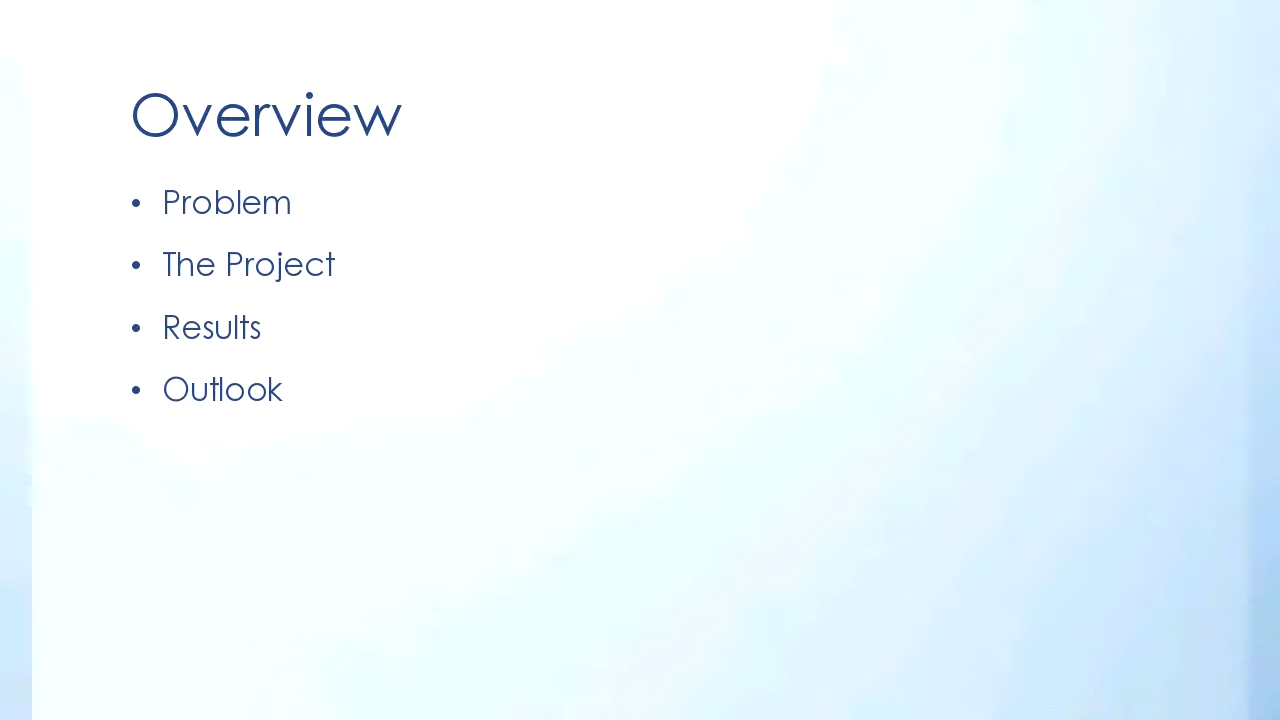 Overview
• Problem
• The Project
• Results
• Outlook